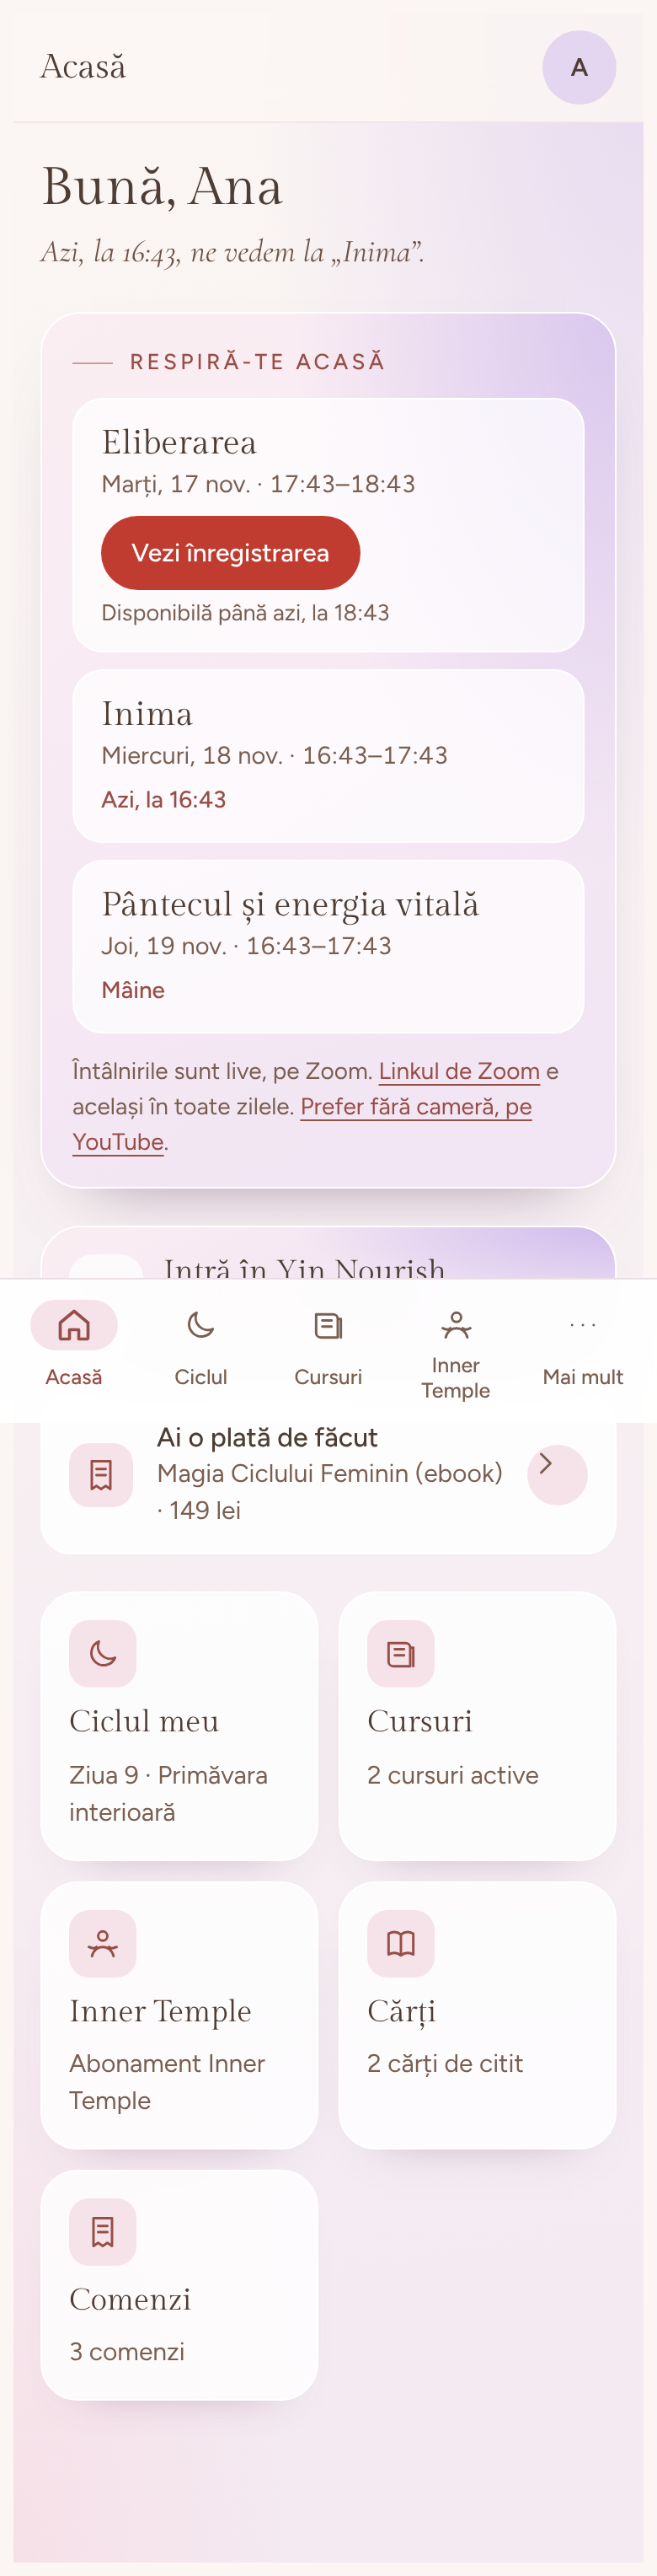 Acasă
A
Bună, Ana
Azi, la 16:43, ne vedem la „Inima”.
RESPIRĂ-TE ACASĂ
Eliberarea
Marți, 17 nov. · 17:43–18:43
Vezi înregistrarea
Disponibilă până azi, la 18:43
Inima
Miercuri, 18 nov. · 16:43–17:43
Azi, la 16:43
Pântecul și energia vitală
Joi, 19 nov. · 16:43–17:43
Mâine
Întâlnirile sunt live, pe Zoom. Linkul de Zoom e
același în toate zilele. Prefer fără cameră, pe
YouTube.
Intră în Yin Nourish
Acasă
Ciclul
Cursuri
Inner
Temple
Mai mult
Ai o plată de făcut
Magia Ciclului Feminin (ebook)
· 149 lei
Ciclul meu
Ziua 9 · Primăvara
interioară
Cursuri
2 cursuri active
Inner Temple
Abonament Inner
Temple
Cărți
2 cărți de citit
Comenzi
3 comenzi